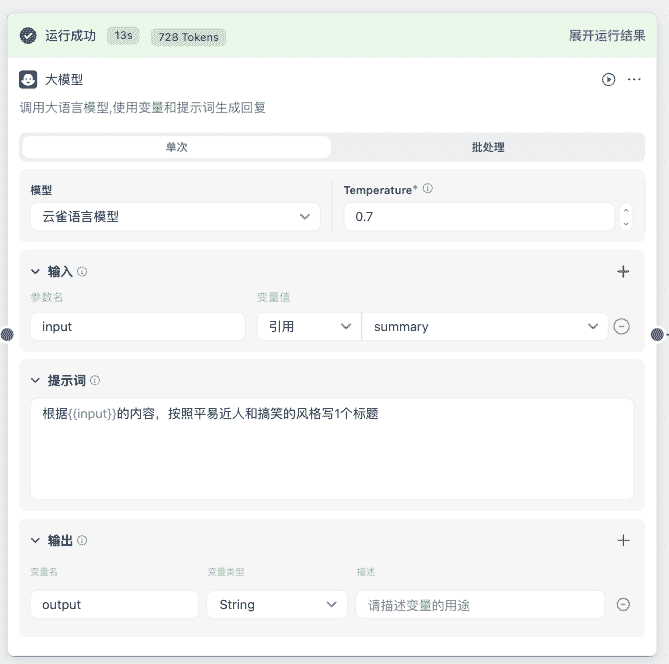 运行成功 13s 728 Tokens 展开运行结果
大模型
调用大语言模型,使用变量和提示词生成回复
单次 批处理
模型 Temperature*
云雀语言模型 0.7
输入
参数名 变量值
input 引用 summary
提示词
根据{{input}}的内容，按照平易近人和搞笑的风格写1个标题
输出
变量名 变量类型 描述
output String 请描述变量的用途